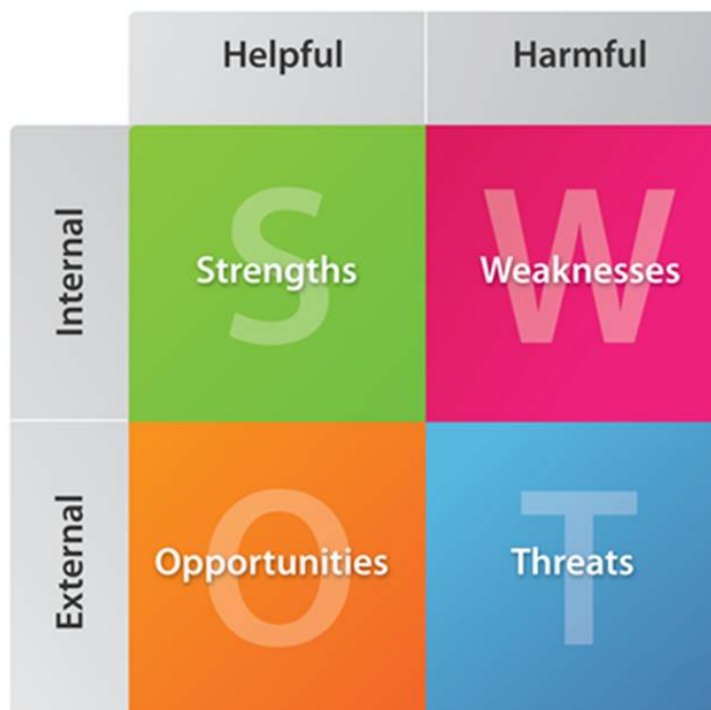 Helpful
Harmful
Internal
S
Strengths
W
Weaknesses
External
O
Opportunities
T
Threats